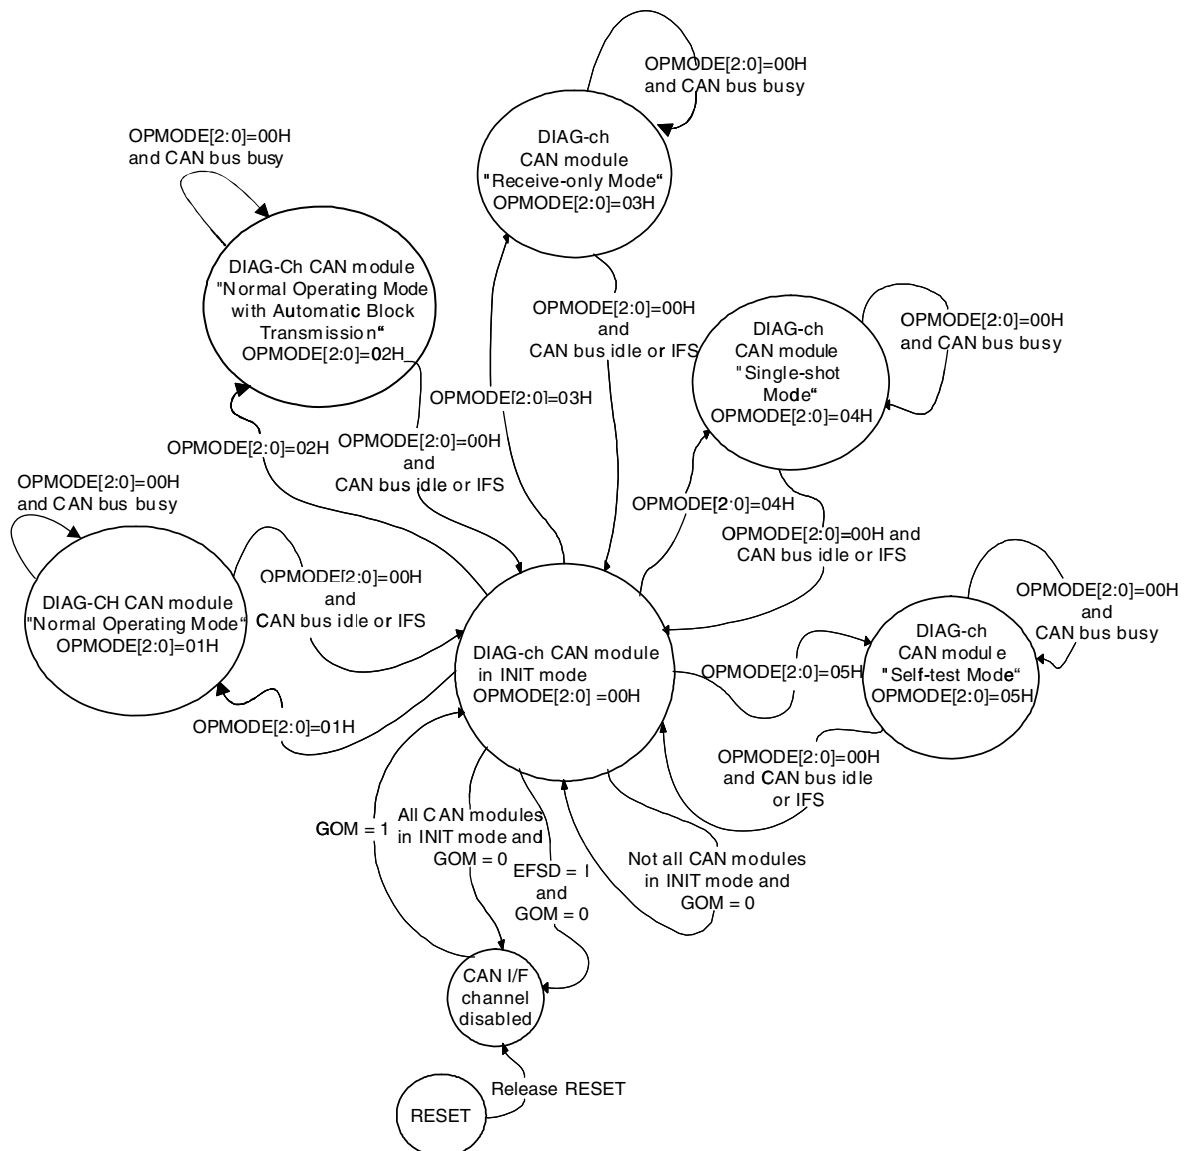 OPMODE[2:0]=00H
and CAN bus busy
DIAG-ch
CAN module
"Receive-only Mode“
OPMODE[2:0]=03H
OPMODE[2:0]=00H
and CAN bus busy
DIAG-Ch CAN module
"Normal Operating Mode
with Automatic Block
Transmission“
OPMODE[2:0]=02H
OPMODE[2:0]=00H
and
CAN bus idle or IFS
DIAG-ch
CAN module
"Single-shot
Mode“
OPMODE[2:0]=04H
OPMODE[2:0]=00H
and CAN bus busy
OPMODE[2:0]=03H
OPMODE[2:0]=02H
OPMODE[2:0]=00H
and
CAN bus idle or IFS
OPMODE[2:0]=04H
OPMODE[2:0]=00H and
CAN bus idle or IFS
OPMODE[2:0]=00H
and CAN bus busy
DIAG-CH CAN module
"Normal Operating Mode“
OPMODE[2:0]=01H
OPMODE[2:0]=00H
and
CAN bus idle or IFS
OPMODE[2:0]=01H
DIAG-ch CAN module
in INIT mode
OPMODE[2:0] =00H
OPMODE[2:0]=05H
DIAG-ch
CAN module
"Self-test Mode“
OPMODE[2:0]=05H
OPMODE[2:0]=00H
and
CAN bus busy
OPMODE[2:0]=00H
and CAN bus idle
or IFS
GOM = 1
All CAN modules
in INIT mode and
GOM = 0
EFSD = 1
and
GOM = 0
Not all CAN modules
in INIT mode and
GOM = 0
CAN I/F
channel
disabled
Release RESET
RESET